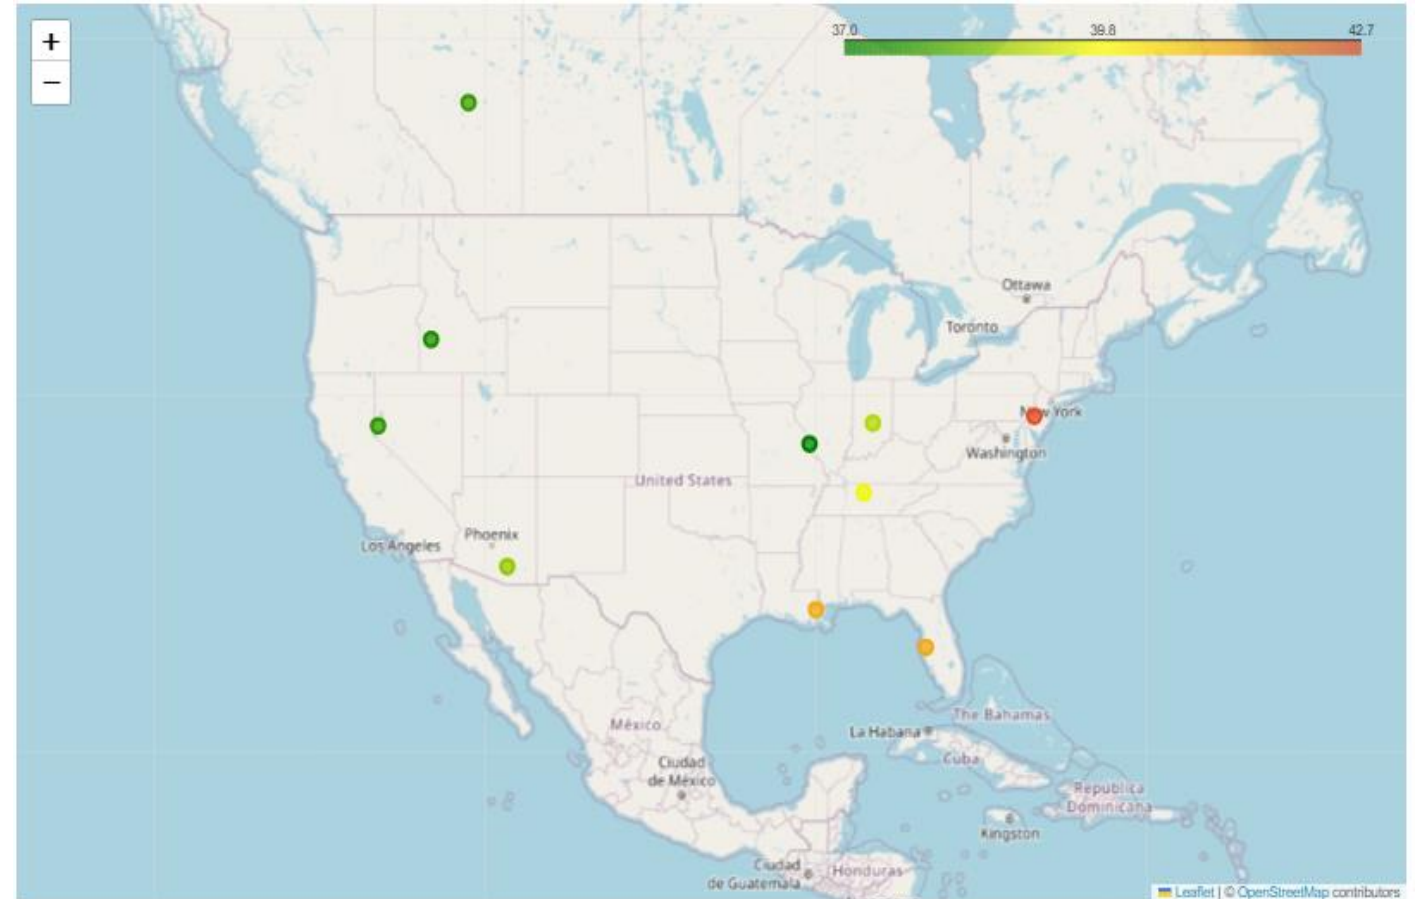 +
−
37.0 39.8 42.7
Ottawa
Toronto
New York
Washington
United States
Phoenix
Los Angeles
México
The Bahamas
La Habana
Cuba
Ciudad
de México
Republica
Dominicana
Kingston
Ciudad
de Guatemala
Honduras
Leaflet | © OpenStreetMap contributors